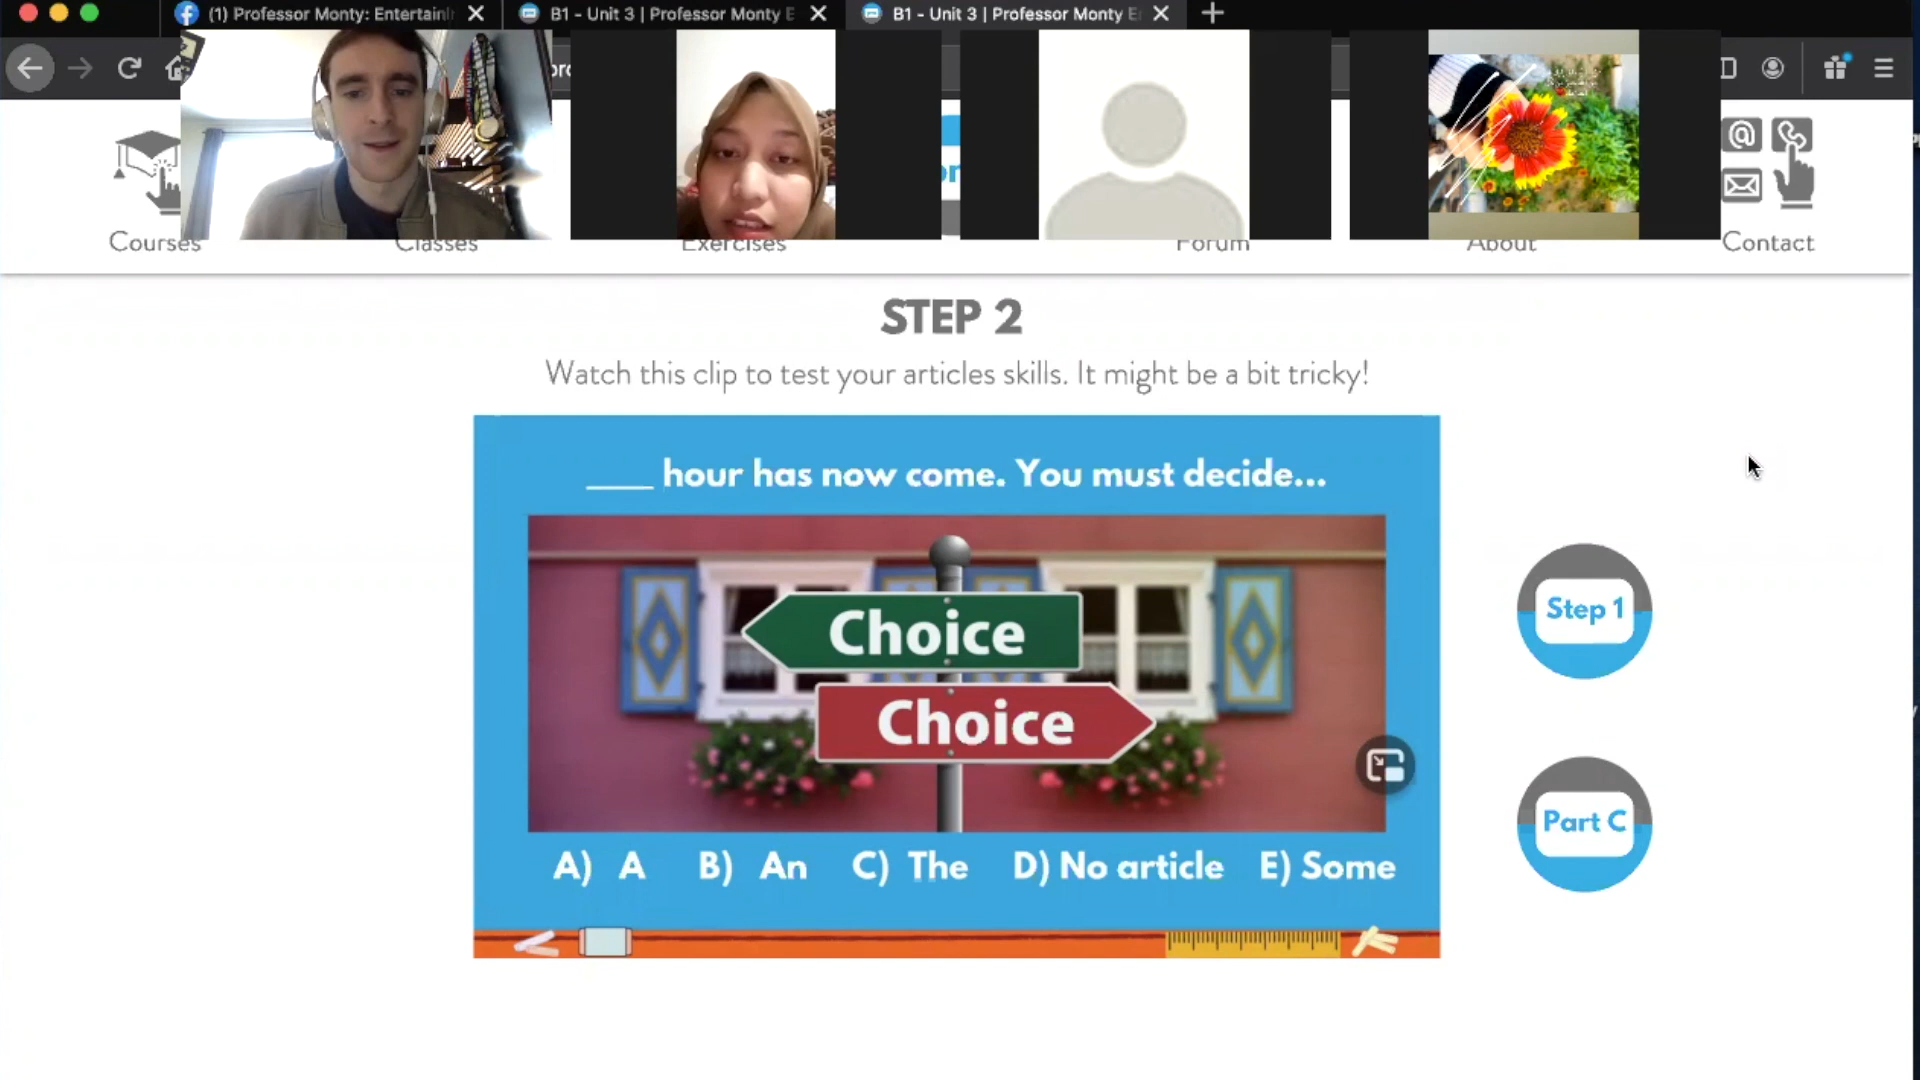 (1) Professor Monty: Entertain
B1 - Unit 3 | Professor Monty E
B1 - Unit 3 | Professor Monty E
Courses
Classes
Exercises
Forum
About
Contact
STEP 2
Watch this clip to test your articles skills. It might be a bit tricky!
____ hour has now come. You must decide...
Choice
Choice
A) A B) An C) The D) No article E) Some
Step 1
Part C